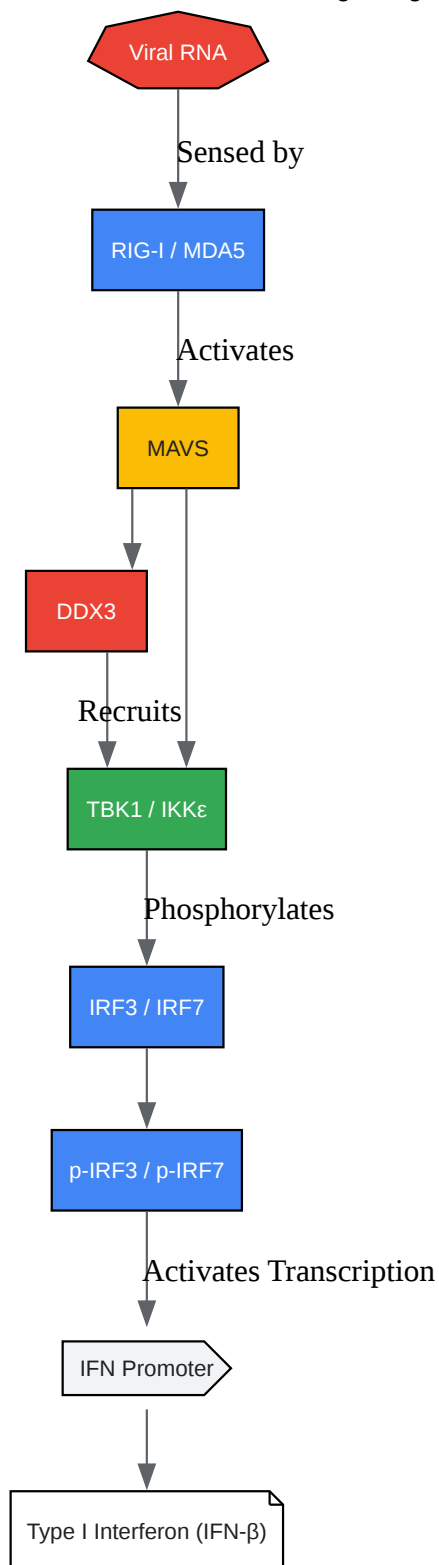 Viral RNA
Sensed by
RIG-I / MDA5
Activates
MAVS
DDX3
Recruits
TBK1 / IKKε
Phosphorylates
IRF3 / IRF7
p-IRF3 / p-IRF7
Activates Transcription
IFN Promoter
Type I Interferon (IFN-β)